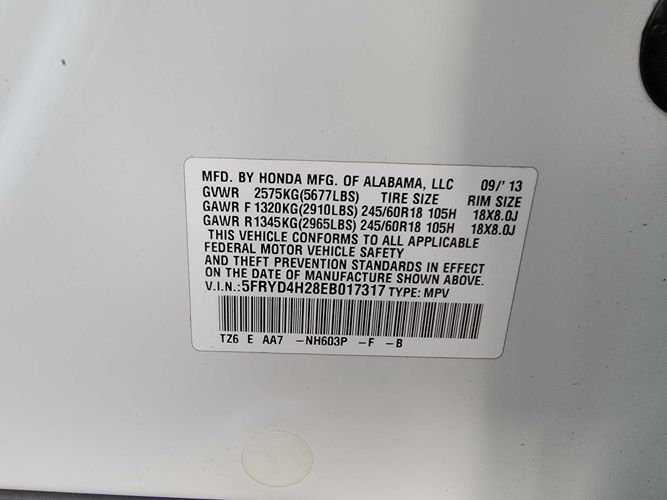 MFD. BY HONDA MFG. OF ALABAMA, LLC 09/' 13
GVWR 2575KG(5677LBS) TIRE SIZE RIM SIZE
GAWR F 1320KG(2910LBS) 245/60R18 105H 18X8.0J
GAWR R1345KG(2965LBS) 245/60R18 105H 18X8.0J
THIS VEHICLE CONFORMS TO ALL APPLICABLE
FEDERAL MOTOR VEHICLE SAFETY
AND THEFT PREVENTION STANDARDS IN EFFECT
ON THE DATE OF MANUFACTURE SHOWN ABOVE.
V.I.N.:5FRYD4H28EB017317 TYPE: MPV
TZ6 E AA7 -NH603P -F -B